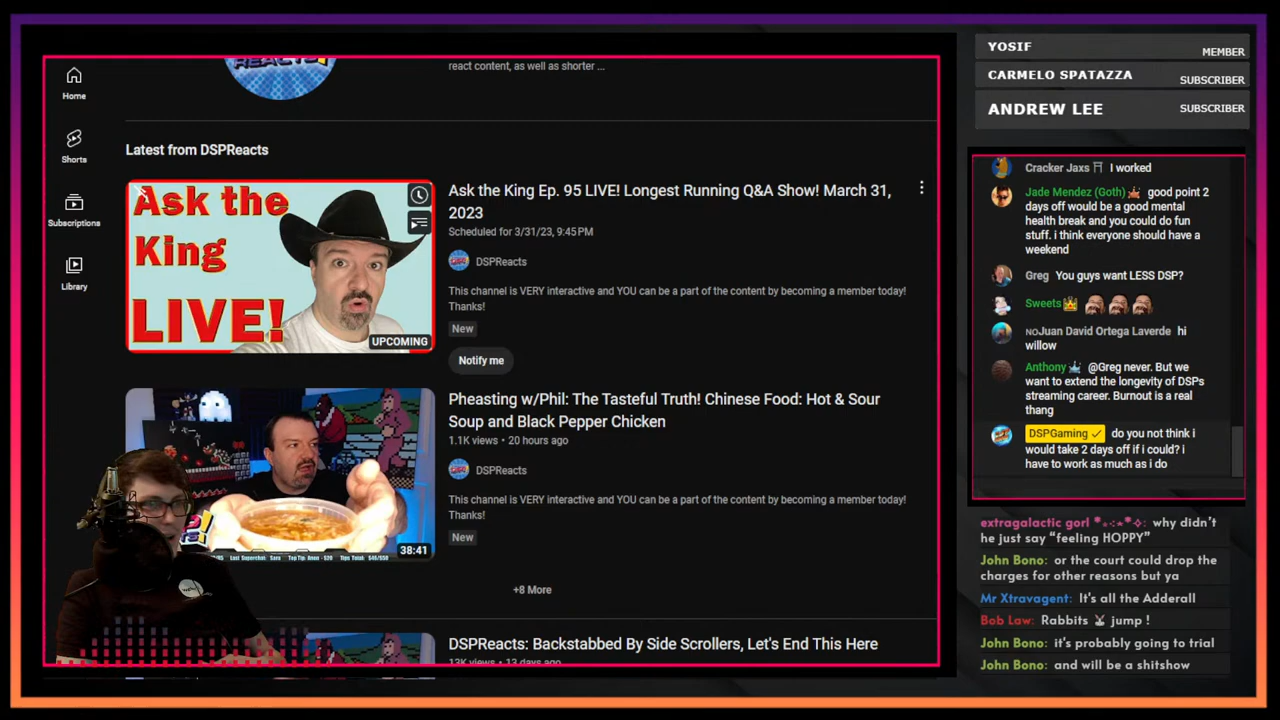 REACTS!
react content, as well as shorter ...
Home
Shorts
Subscriptions
Library
Latest from DSPReacts
Ask the
King
LIVE!
UPCOMING
Ask the King Ep. 95 LIVE! Longest Running Q&A Show! March 31,
2023
Scheduled for 3/31/23, 9:45 PM
DSPReacts
This channel is VERY interactive and YOU can be a part of the content by becoming a member today!
Thanks!
New
Notify me
38:41
Pheasting w/Phil: The Tasteful Truth! Chinese Food: Hot & Sour
Soup and Black Pepper Chicken
1.1K views • 20 hours ago
DSPReacts
This channel is VERY interactive and YOU can be a part of the content by becoming a member today!
Thanks!
New
+8 More
DSPReacts: Backstabbed By Side Scrollers, Let's End This Here
13K views • 13 days ago
YOSIF MEMBER
CARMELO SPATAZZA SUBSCRIBER
ANDREW LEE SUBSCRIBER
Cracker Jaxs I worked
Jade Mendez (Goth) good point 2
days off would be a good mental
health break and you could do fun
stuff. i think everyone should have a
weekend
Greg You guys want LESS DSP?
Sweets
NOJuan David Ortega Laverde hi
willow
Anthony @Greg never. But we
want to extend the longevity of DSPs
streaming career. Burnout is a real
thang
DSPGaming ✓ do you not think i
would take 2 days off if i could? i
have to work as much as i do
extragalactic gorl: why didn't
he just say "feeling HOPPY"
John Bono: or the court could drop the
charges for other reasons but ya
Mr Xtravagent: It's all the Adderall
Bob Law: Rabbits 🐰 jump !
John Bono: it's probably going to trial
John Bono: and will be a shitshow